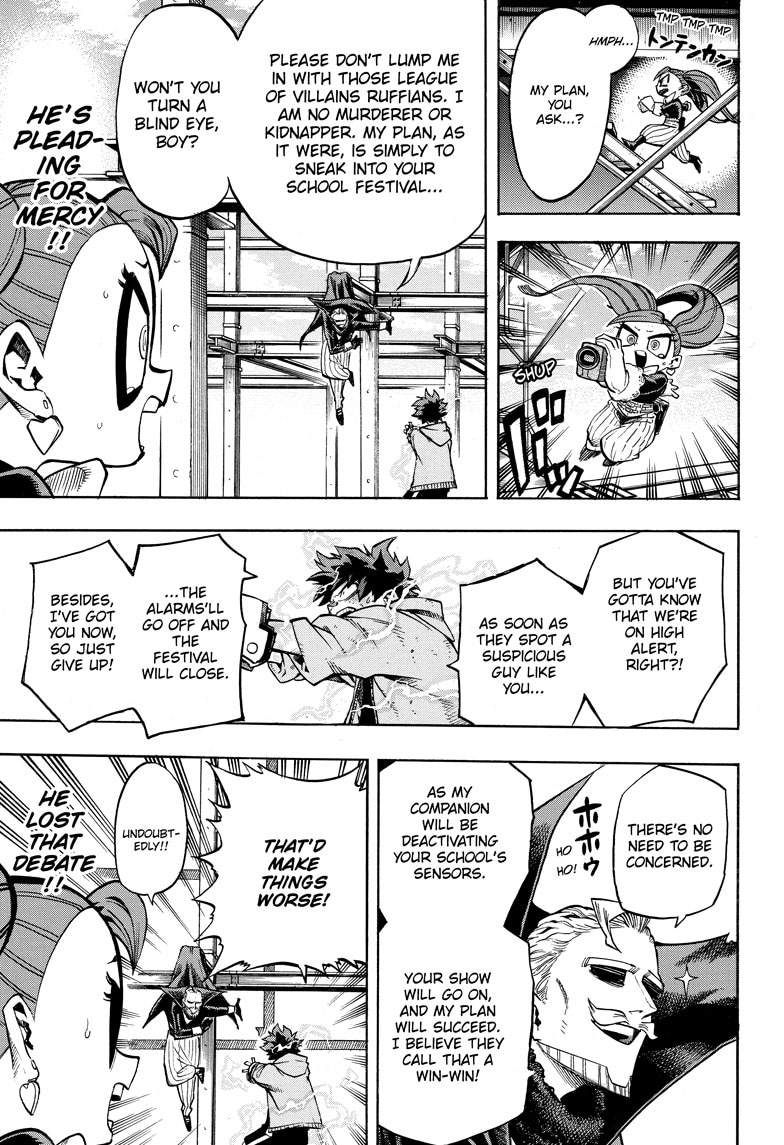 TMP TMP TMP
トンテンカン
HMPH...
MY PLAN,
YOU
ASK...?
PLEASE DON'T LUMP ME
IN WITH THOSE LEAGUE
OF VILLAINS RUFFIANS. I
AM NO MURDERER OR
KIDNAPPER. MY PLAN, AS
IT WERE, IS SIMPLY TO
SNEAK INTO YOUR
SCHOOL FESTIVAL...
WON'T YOU
TURN A
BLIND EYE,
BOY?
HE'S
PLEAD-
ING
FOR
MERCY
!!
SHUP
バババ
BUT YOU'VE
GOTTA KNOW
THAT WE'RE
ON HIGH
ALERT,
RIGHT?!
AS SOON AS
THEY SPOT A
SUSPICIOUS
GUY LIKE
YOU...
...THE
ALARMS'LL
GO OFF AND
THE
FESTIVAL
WILL CLOSE.
BESIDES,
I'VE GOT
YOU NOW,
SO JUST
GIVE UP!
THERE'S NO
NEED TO BE
CONCERNED.
ホホゥ
HO
HO!
AS MY
COMPANION
WILL BE
DEACTIVATING
YOUR SCHOOL'S
SENSORS.
YOUR SHOW
WILL GO ON,
AND MY PLAN
WILL SUCCEED.
I BELIEVE THEY
CALL THAT A
WIN-WIN!
THAT'D
MAKE
THINGS
WORSE!
UNDOUBT-
EDLY!!
HE
LOST
THAT
DEBATE
!!